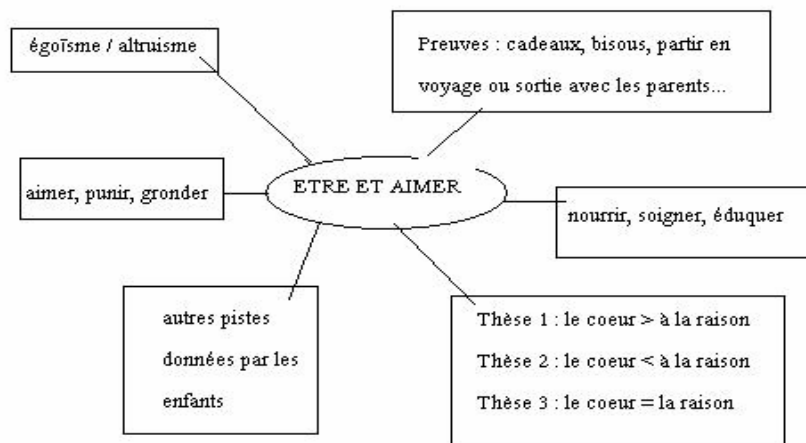 égoïsme / altruisme
Preuves : cadeaux, bisous, partir en
voyage ou sortie avec les parents...
aimer, punir, gronder
ETRE ET AIMER
nourrir, soigner, éduquer
autres pistes
données par les
enfants
Thèse 1 : le coeur > à la raison
Thèse 2 : le coeur < à la raison
Thèse 3 : le coeur = la raison